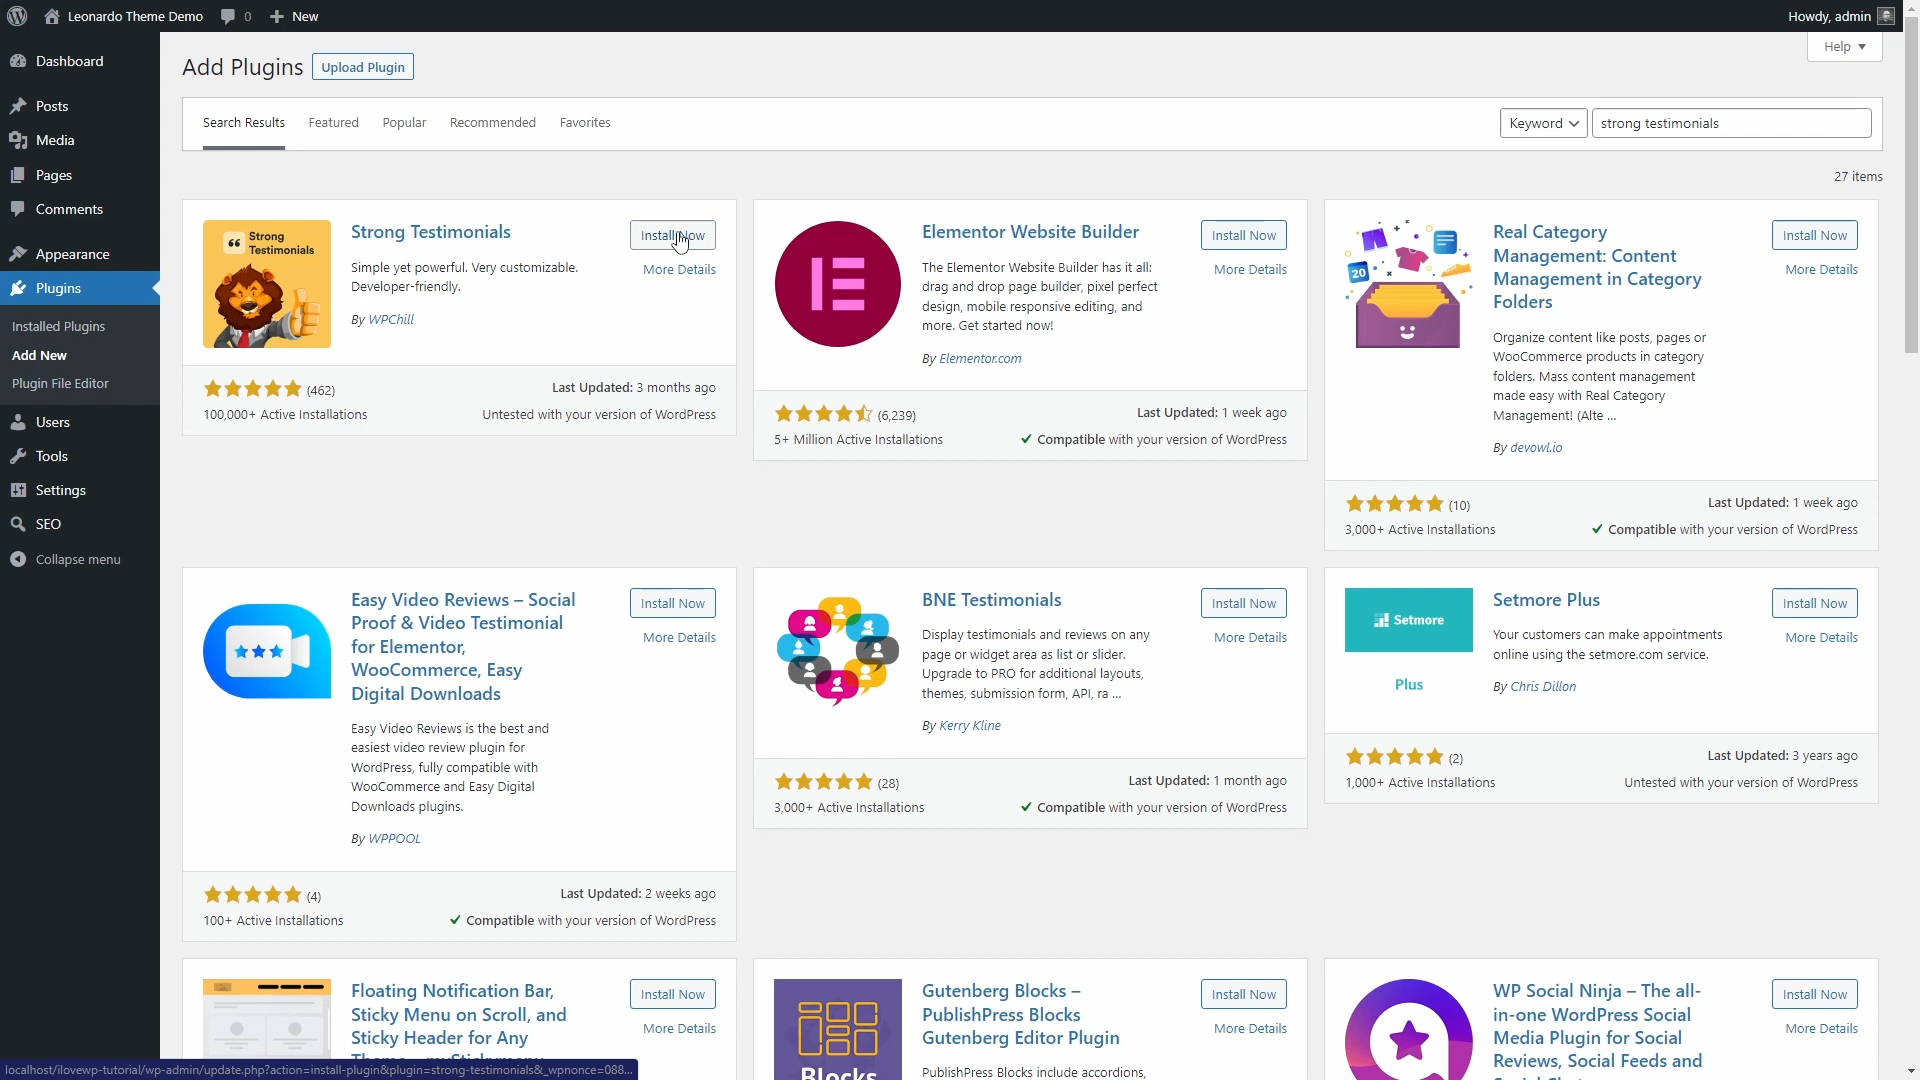 Leonardo Theme Demo
0
New
Howdy, admin
Dashboard
Posts
Media
Pages
Comments
Appearance
Plugins
Installed Plugins
Add New
Plugin File Editor
Users
Tools
Settings
SEO
Collapse menu
Help
Add Plugins
Upload Plugin
Search Results
Featured
Popular
Recommended
Favorites
Keyword
strong testimonials
27 items
Strong
Testimonials
Strong Testimonials
Install Now
More Details
Simple yet powerful. Very customizable.
Developer-friendly.
By WPChill
(462)
Last Updated: 3 months ago
100,000+ Active Installations
Untested with your version of WordPress
Elementor Website Builder
Install Now
More Details
The Elementor Website Builder has it all:
drag and drop page builder, pixel perfect
design, mobile responsive editing, and
more. Get started now!
By Elementor.com
(6,239)
Last Updated: 1 week ago
5+ Million Active Installations
Compatible with your version of WordPress
20
Real Category
Management: Content
Management in Category
Folders
Install Now
More Details
Organize content like posts, pages or
WooCommerce products in category
folders. Mass content management
made easy with Real Category
Management! (Alte ...
By devowl.io
(10)
Last Updated: 1 week ago
3,000+ Active Installations
Compatible with your version of WordPress
Easy Video Reviews – Social
Proof & Video Testimonial
for Elementor,
WooCommerce, Easy
Digital Downloads
Install Now
More Details
Easy Video Reviews is the best and
easiest video review plugin for
WordPress, fully compatible with
WooCommerce and Easy Digital
Downloads plugins.
By WPPOOL
(4)
Last Updated: 2 weeks ago
100+ Active Installations
Compatible with your version of WordPress
BNE Testimonials
Install Now
More Details
Display testimonials and reviews on any
page or widget area as list or slider.
Upgrade to PRO for additional layouts,
themes, submission form, API, ra ...
By Kerry Kline
(28)
Last Updated: 1 month ago
3,000+ Active Installations
Compatible with your version of WordPress
Setmore
Plus
Setmore Plus
Install Now
More Details
Your customers can make appointments
online using the setmore.com service.
By Chris Dillon
(2)
Last Updated: 3 years ago
1,000+ Active Installations
Untested with your version of WordPress
Floating Notification Bar,
Sticky Menu on Scroll, and
Sticky Header for Any
Install Now
More Details
Blocks
Gutenberg Blocks –
PublishPress Blocks
Gutenberg Editor Plugin
Install Now
More Details
PublishPress Blocks include accordions,
WP Social Ninja – The all-
in-one WordPress Social
Media Plugin for Social
Reviews, Social Feeds and
Install Now
More Details
localhost/ilovewp-tutorial/wp-admin/update.php?action=install-plugin&plugin=strong-testimonials&_wpnonce=088...